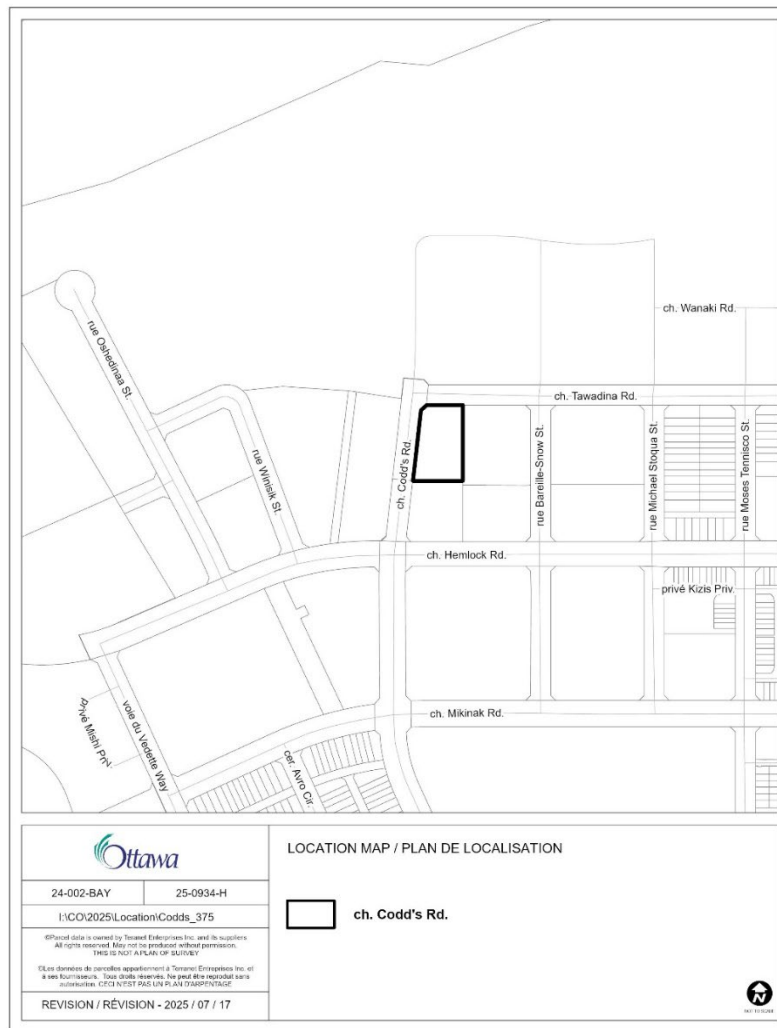 ch. Wanaki Rd.
ch. Tawadina Rd.
rue Oshedinaa St.
rue Winisik St.
ch. Codd's Rd.
rue Bareille-Snow St.
rue Michael Stoqua St.
rue Moses Tennisco St.
ch. Hemlock Rd.
privé Kizis Priv.
privé Mishi Priv.
voie du Vedette Way
ch. Mikinak Rd.
cer. Avro Cir.
Ottawa
LOCATION MAP / PLAN DE LOCALISATION
24-002-BAY
25-0934-H
I:\CO\2025\Location\Codds_375
ch. Codd's Rd.
©Parcel data is owned by Teranet Enterprises Inc. and its suppliers
All rights reserved. May not be produced without permission.
THIS IS NOT A PLAN OF SURVEY
©Les données de parcelles appartiennent à Terranet Entreprises Inc. et
à ses fournisseurs. Tous droits réservés. Ne peut être reproduit sans
autorisation. CECI N'EST PAS UN PLAN D'ARPENTAGE
REVISION / RÉVISION - 2025 / 07 / 17
N
NOT TO SCALE